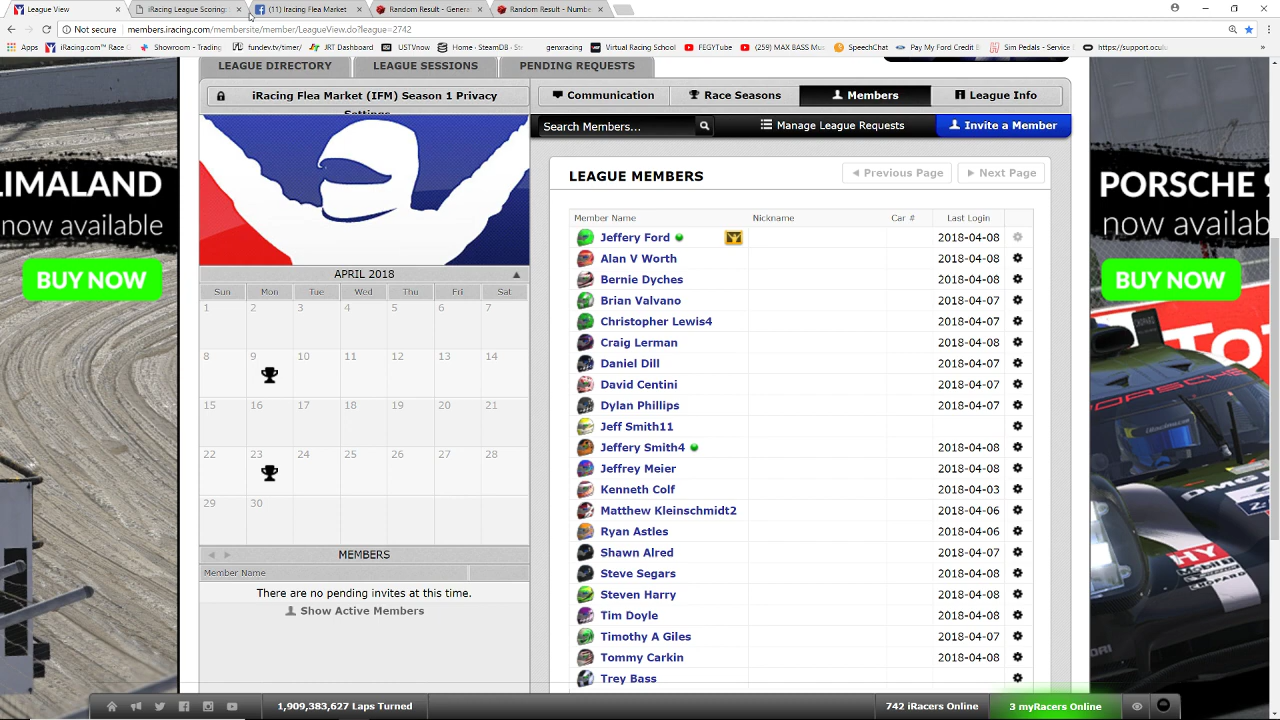 League View
iRacing League Scoring:
(11) Iracing Flea Market
Random Result - Genera
Random Result - Numbe
Not secure
members.iracing.com/membersite/member/LeagueView.do?league=2742
Apps
iRacing.com™ Race C
Showroom - Trading
fundev.tv/timer/
JRT Dashboard
USTVnow
Home · SteamDB · St
genxracing
Virtual Racing School
FEGYTube
(259) MAX BASS Mus
SpeechChat
Pay My Ford Credit B
Sim Pedals - Service
https://support.ocul
LEAGUE DIRECTORY
LEAGUE SESSIONS
PENDING REQUESTS
iRacing Flea Market (IFM) Season 1 Privacy
Settings
Communication
Race Seasons
Members
League Info
Search Members...
Manage League Requests
Invite a Member
LIMALAND
now available
BUY NOW
PORSCHE 9
now available
BUY NOW
LEAGUE MEMBERS
Previous Page
Next Page
Member Name Nickname Car # Last Login
Jeffery Ford 2018-04-08
Alan V Worth 2018-04-08
Bernie Dyches 2018-04-08
Brian Valvano 2018-04-07
Christopher Lewis4 2018-04-07
Craig Lerman 2018-04-08
Daniel Dill 2018-04-07
David Centini 2018-04-07
Dylan Phillips 2018-04-07
Jeff Smith11
Jeffery Smith4 2018-04-08
Jeffrey Meier 2018-04-08
Kenneth Colf 2018-04-03
Matthew Kleinschmidt2 2018-04-06
Ryan Astles 2018-04-06
Shawn Alred 2018-04-07
Steve Segars 2018-04-08
Steven Harry 2018-04-08
Tim Doyle 2018-04-08
Timothy A Giles 2018-04-07
Tommy Carkin 2018-04-08
Trey Bass
APRIL 2018
Sun Mon Tue Wed Thu Fri Sat
1 2 3 4 5 6 7
8 9 10 11 12 13 14
15 16 17 18 19 20 21
22 23 24 25 26 27 28
29 30
MEMBERS
Member Name
There are no pending invites at this time.
Show Active Members
1,909,383,627 Laps Turned
742 iRacers Online
3 myRacers Online